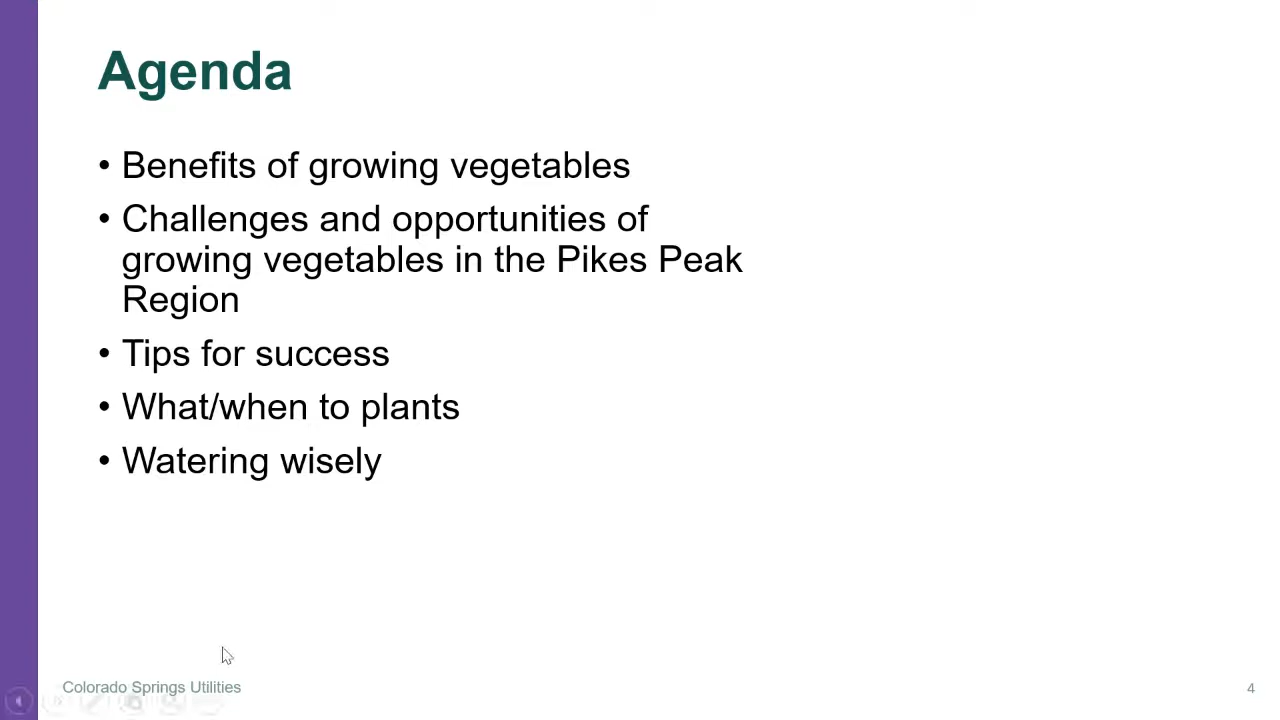 Agenda
• Benefits of growing vegetables
• Challenges and opportunities of
growing vegetables in the Pikes Peak
Region
• Tips for success
• What/when to plants
• Watering wisely
Colorado Springs Utilities
4